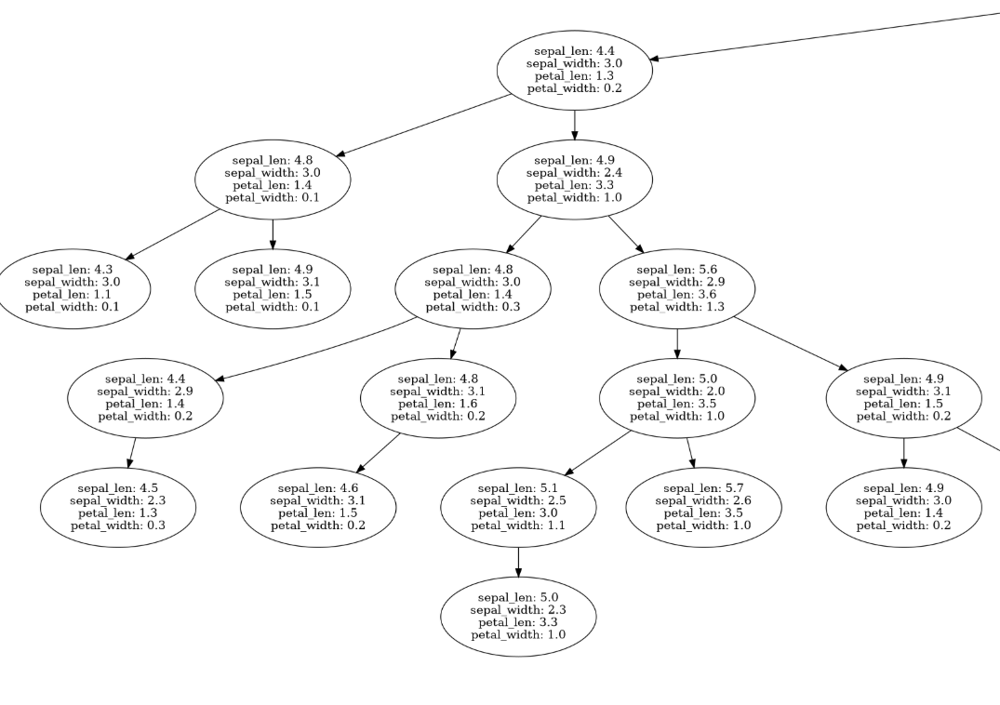 sepal_len: 4.4
sepal_width: 3.0
petal_len: 1.3
petal_width: 0.2
sepal_len: 4.8
sepal_width: 3.0
petal_len: 1.4
petal_width: 0.1
sepal_len: 4.9
sepal_width: 2.4
petal_len: 3.3
petal_width: 1.0
sepal_len: 4.3
sepal_width: 3.0
petal_len: 1.1
petal_width: 0.1
sepal_len: 4.9
sepal_width: 3.1
petal_len: 1.5
petal_width: 0.1
sepal_len: 4.8
sepal_width: 3.0
petal_len: 1.4
petal_width: 0.3
sepal_len: 5.6
sepal_width: 2.9
petal_len: 3.6
petal_width: 1.3
sepal_len: 4.4
sepal_width: 2.9
petal_len: 1.4
petal_width: 0.2
sepal_len: 4.8
sepal_width: 3.1
petal_len: 1.6
petal_width: 0.2
sepal_len: 5.0
sepal_width: 2.0
petal_len: 3.5
petal_width: 1.0
sepal_len: 4.9
sepal_width: 3.1
petal_len: 1.5
petal_width: 0.2
sepal_len: 4.5
sepal_width: 2.3
petal_len: 1.3
petal_width: 0.3
sepal_len: 4.6
sepal_width: 3.1
petal_len: 1.5
petal_width: 0.2
sepal_len: 5.1
sepal_width: 2.5
petal_len: 3.0
petal_width: 1.1
sepal_len: 5.7
sepal_width: 2.6
petal_len: 3.5
petal_width: 1.0
sepal_len: 4.9
sepal_width: 3.0
petal_len: 1.4
petal_width: 0.2
sepal_len: 5.0
sepal_width: 2.3
petal_len: 3.3
petal_width: 1.0